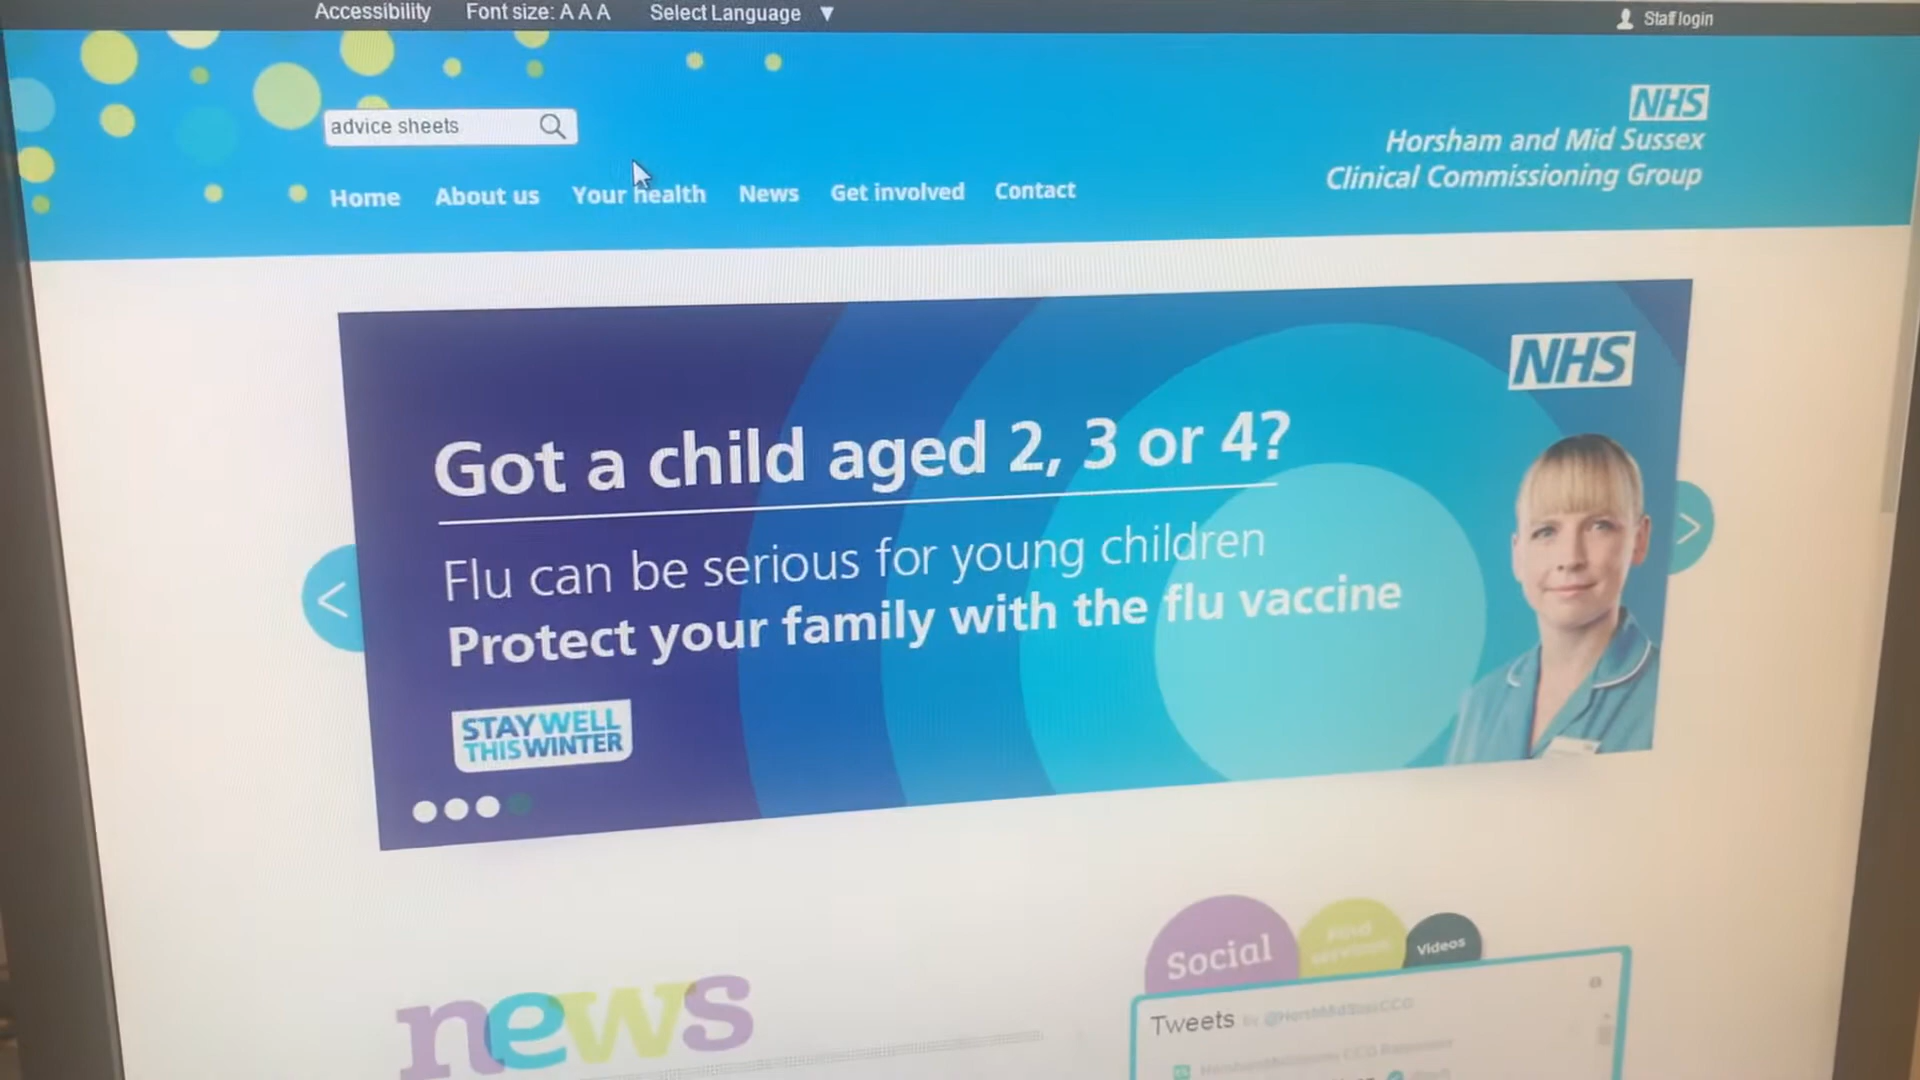 Accessibility Font size: A A A Select Language ▼ Staff login
advice sheets
NHS
Horsham and Mid Sussex
Clinical Commissioning Group
Home About us Your health News Get involved Contact
NHS
Got a child aged 2, 3 or 4?
Flu can be serious for young children
Protect your family with the flu vaccine
STAY WELL
THIS WINTER
< >
Social Videos
news
Tweets by @HorshMidSussCCG